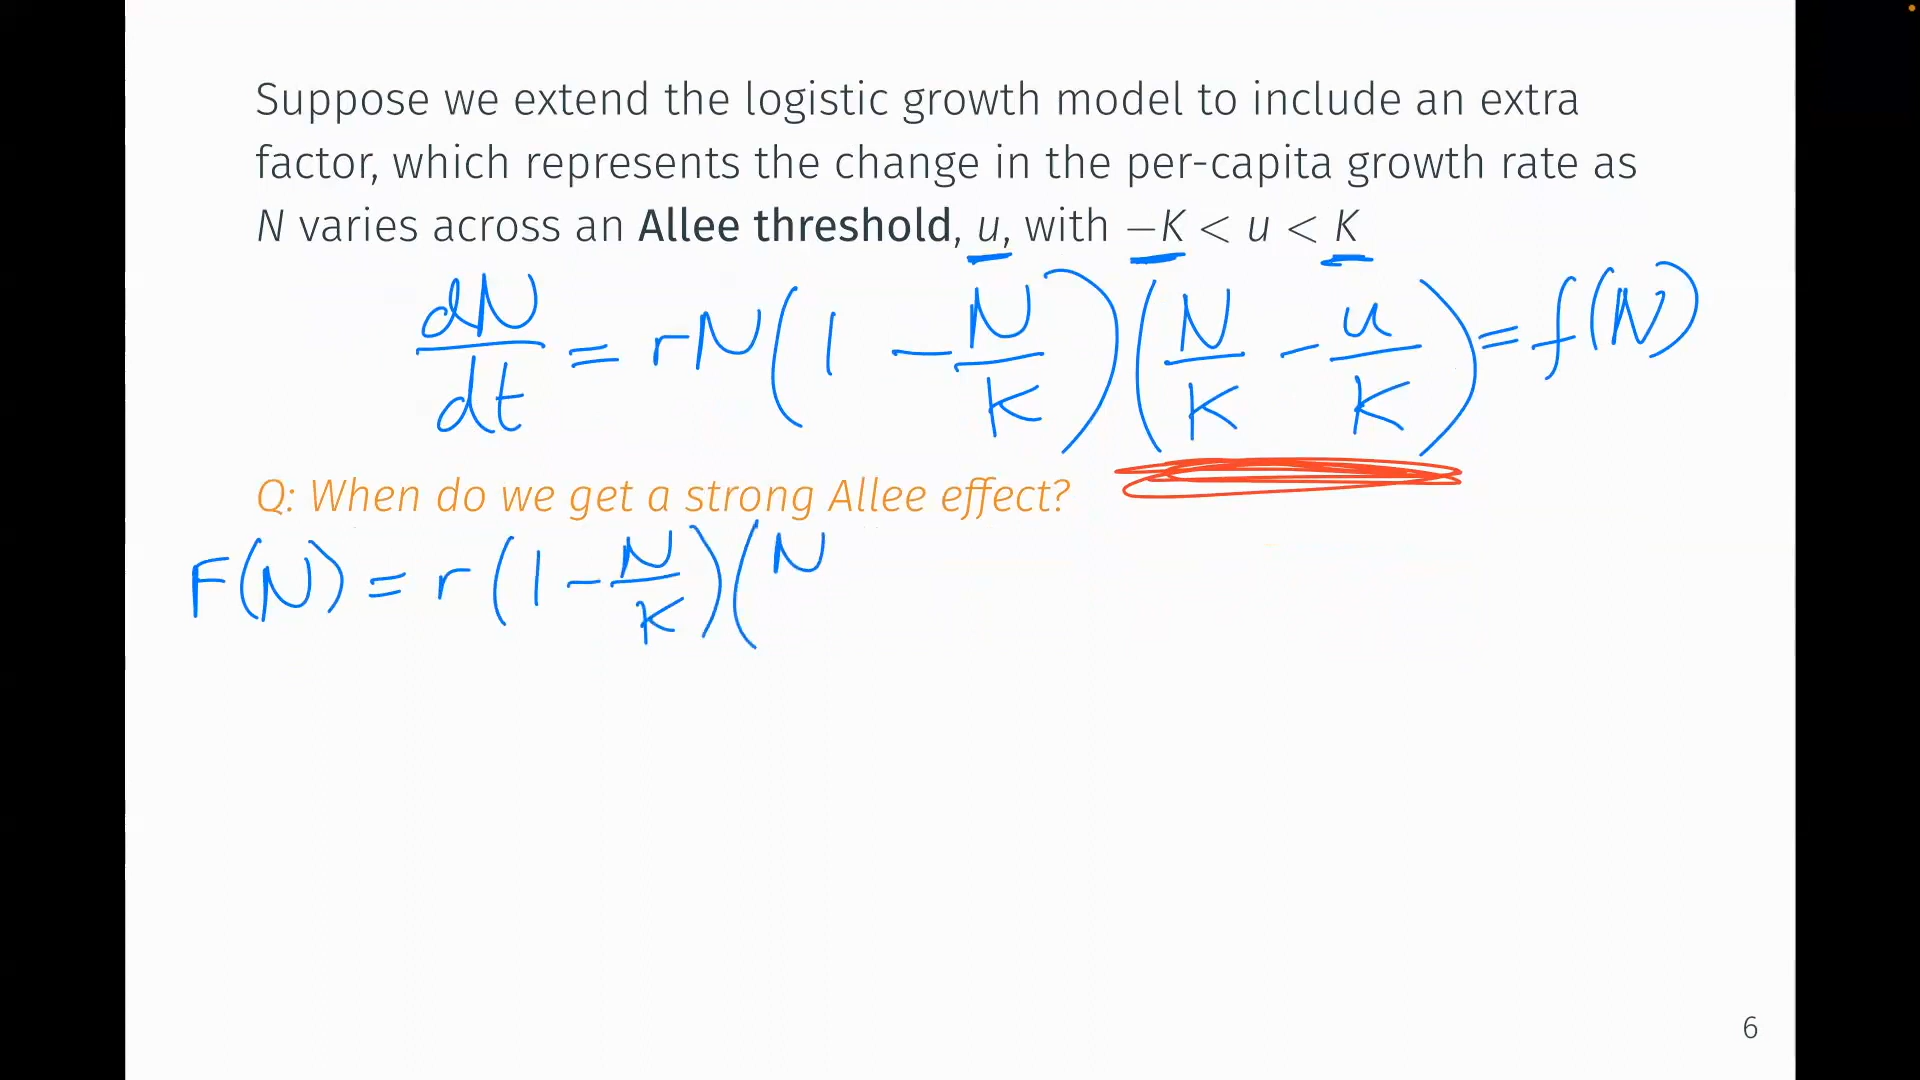 Suppose we extend the logistic growth model to include an extra
factor, which represents the change in the per-capita growth rate as
N varies across an Allee threshold, u, with −K < u < K
dN/dt = rN(1 − N/K)(N/K − u/K) = f(N)
Q: When do we get a strong Allee effect?
F(N) = r(1 − N/K)(N
6